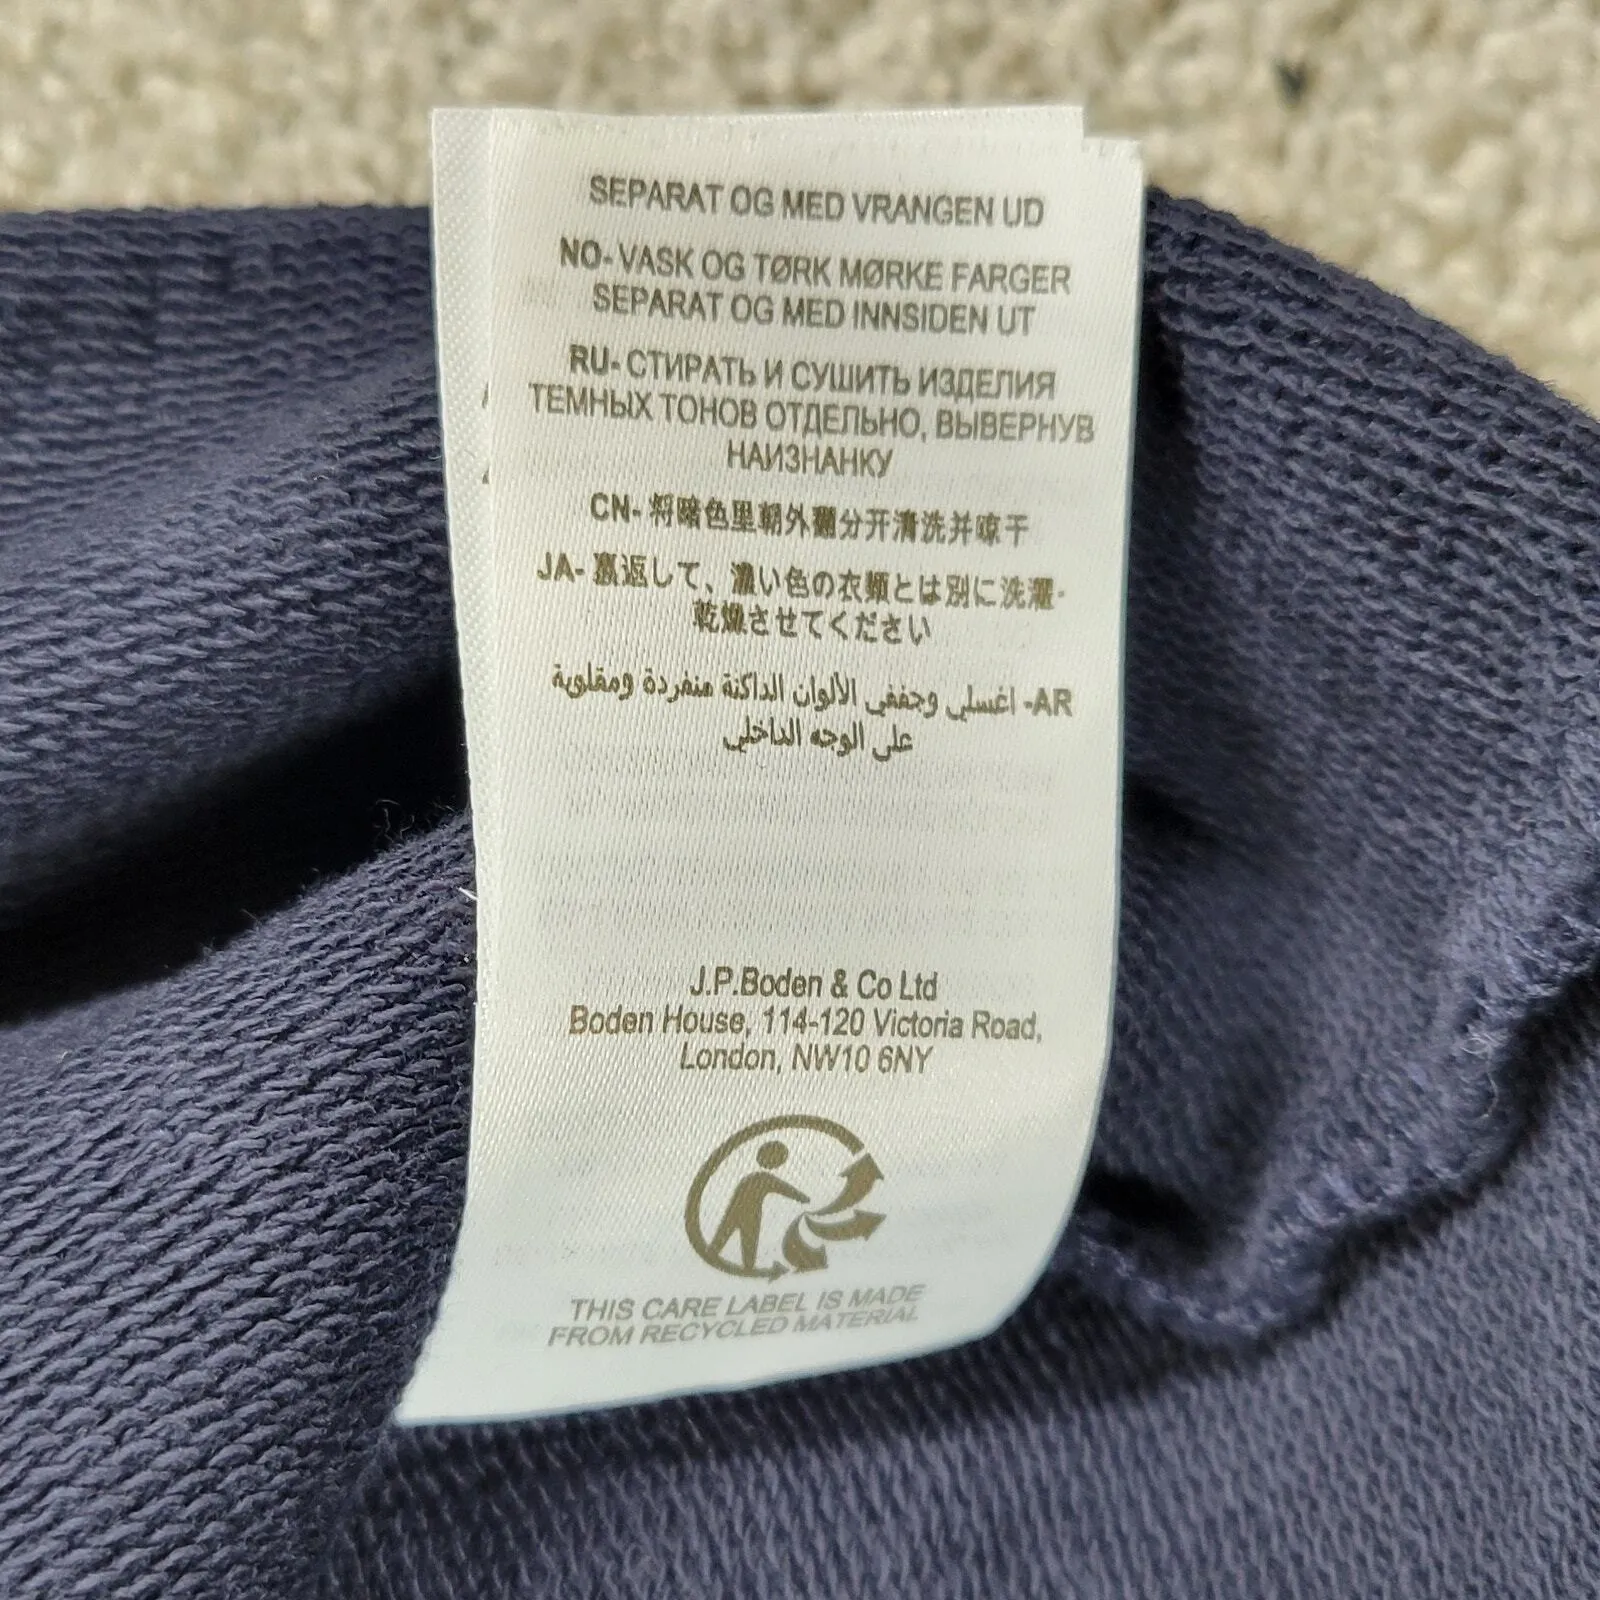 SEPARAT OG MED VRANGEN UD
NO- VASK OG TØRK MØRKE FARGER
SEPARAT OG MED INNSIDEN UT
RU- СТИРАТЬ И СУШИТЬ ИЗДЕЛИЯ
ТЕМНЫХ ТОНОВ ОТДЕЛЬНО, ВЫВЕРНУВ
НАИЗНАНКУ
CN- 将暗色里朝外翻分开清洗并晾干
JA- 裏返して、濃い色の衣類とは別に洗濯・
乾燥させてください
AR- اغسلي وجففي الألوان الداكنة منفردة ومقلوبة
على الوجه الداخلي
J.P.Boden & Co Ltd
Boden House, 114-120 Victoria Road,
London, NW10 6NY
THIS CARE LABEL IS MADE
FROM RECYCLED MATERIAL